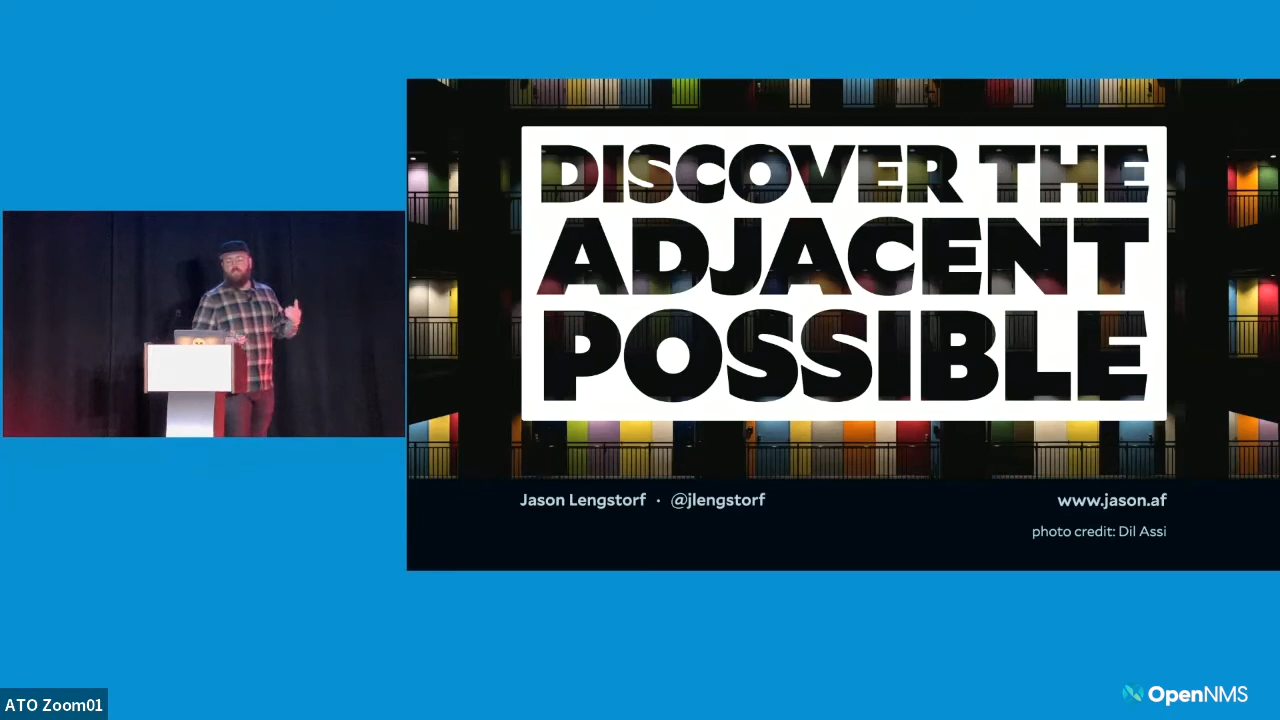 DISCOVER THE
ADJACENT
POSSIBLE
Jason Lengstorf · @jlengstorf
www.jason.af
photo credit: Dil Assi
ATO Zoom01
OpenNMS